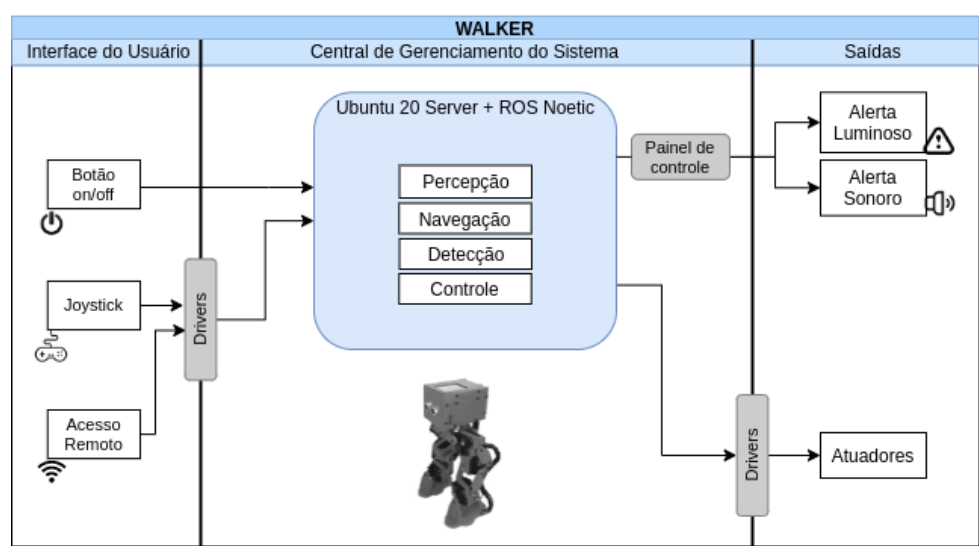 WALKER
Interface do Usuário
Central de Gerenciamento do Sistema
Saídas
Ubuntu 20 Server + ROS Noetic
Percepção
Navegação
Detecção
Controle
Botão
on/off
Joystick
Acesso
Remoto
Drivers
Painel de
controle
Alerta
Luminoso
Alerta
Sonoro
Drivers
Atuadores